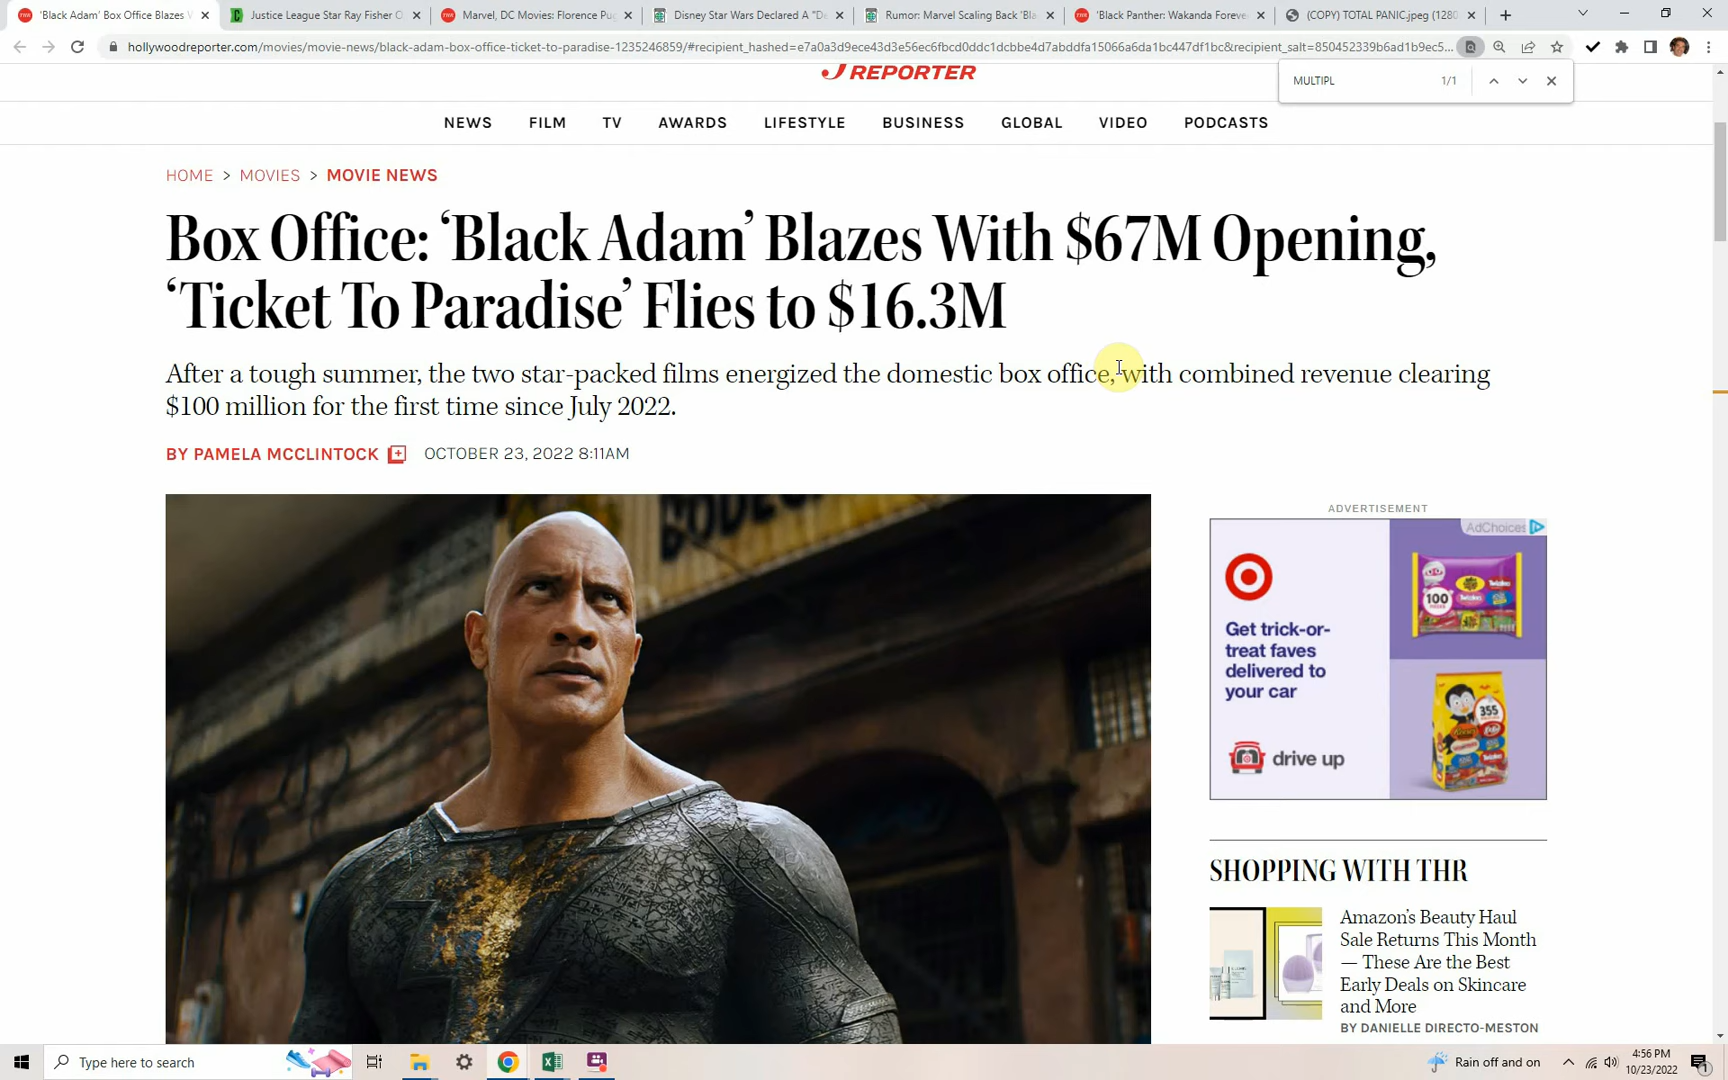 'Black Adam' Box Office Blazes V
Justice League Star Ray Fisher O
Marvel, DC Movies: Florence Pug
Disney Star Wars Declared A "D
Rumor: Marvel Scaling Back 'Bla
'Black Panther: Wakanda Foreve
(COPY) TOTAL PANIC.jpeg (1280
hollywoodreporter.com/movies/movie-news/black-adam-box-office-ticket-to-paradise-1235246859/#recipient_hashed=e7a0a3d9ece43d3e56ec6fbcd0ddc1dcbbe4d7abddfa15066a6da1bc447df1bc&recipient_salt=850452339b6ad1b9ec5...
MULTIPL 1/1
REPORTER
NEWS FILM TV AWARDS LIFESTYLE BUSINESS GLOBAL VIDEO PODCASTS
HOME > MOVIES > MOVIE NEWS
Box Office: 'Black Adam' Blazes With $67M Opening,
'Ticket To Paradise' Flies to $16.3M
After a tough summer, the two star-packed films energized the domestic box office, with combined revenue clearing
$100 million for the first time since July 2022.
BY PAMELA MCCLINTOCK OCTOBER 23, 2022 8:11AM
BODEG
ADVERTISEMENT
AdChoices
Get trick-or-
treat faves
delivered to
your car
drive up
100
355
SHOPPING WITH THR
Amazon's Beauty Haul
Sale Returns This Month
— These Are the Best
Early Deals on Skincare
and More
BY DANIELLE DIRECTO-MESTON
Type here to search
Rain off and on
4:56 PM
10/23/2022
1